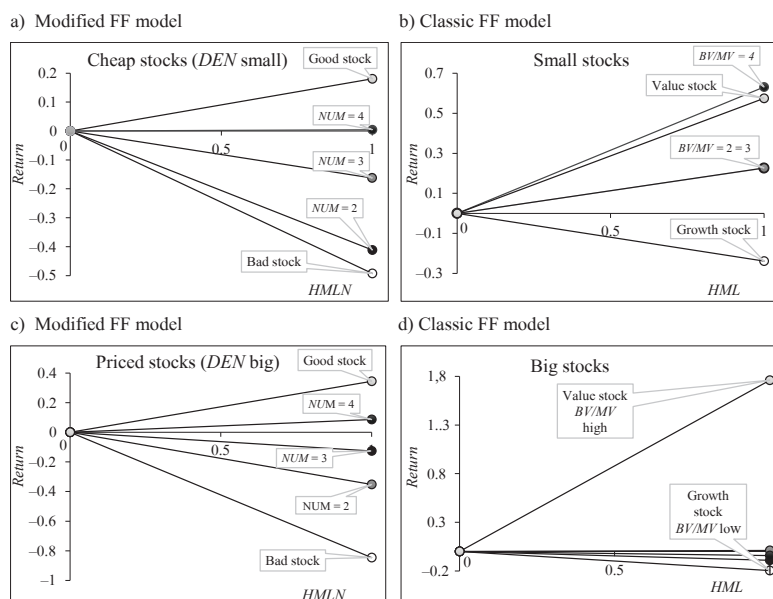 a) Modified FF model
Cheap stocks (DEN small)
Good stock
0.2
0.1
0
–0.1
–0.2
–0.3
–0.4
–0.5
Return
0
0.5
1
NUM = 4
NUM = 3
NUM = 2
Bad stock
HMLN
b) Classic FF model
Small stocks
BV/MV = 4
Value stock
BV/MV = 2 = 3
Growth stock
0.7
0.5
0.3
0.1
–0.1
–0.3
Return
0
0.5
1
HML
c) Modified FF model
Priced stocks (DEN big)
Good stock
0.4
0.2
0
–0.2
–0.4
–0.6
–0.8
–1
Return
0
0.5
1
NUM = 4
NUM = 3
NUM = 2
Bad stock
HMLN
d) Classic FF model
Big stocks
1,8
1.3
0.8
0.3
–0.2
Return
Value stock
BV/MV
high
Growth
stock
BV/MV low
0
0.5
HML